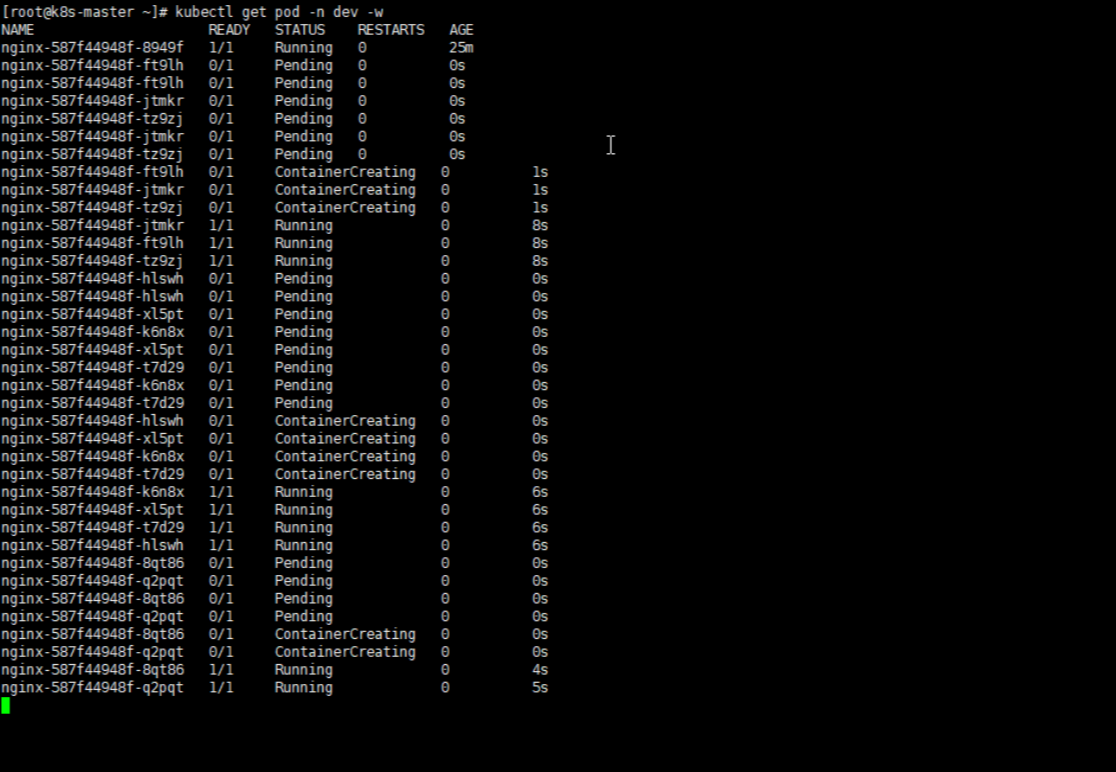 [root@k8s-master ~]# kubectl get pod -n dev -w
NAME                     READY   STATUS    RESTARTS   AGE
nginx-587f44948f-8949f   1/1     Running   0          25m
nginx-587f44948f-ft9lh   0/1     Pending   0          0s
nginx-587f44948f-ft9lh   0/1     Pending   0          0s
nginx-587f44948f-jtmkr   0/1     Pending   0          0s
nginx-587f44948f-tz9zj   0/1     Pending   0          0s
nginx-587f44948f-jtmkr   0/1     Pending   0          0s
nginx-587f44948f-tz9zj   0/1     Pending   0          0s
nginx-587f44948f-ft9lh   0/1     ContainerCreating   0          1s
nginx-587f44948f-jtmkr   0/1     ContainerCreating   0          1s
nginx-587f44948f-tz9zj   0/1     ContainerCreating   0          1s
nginx-587f44948f-jtmkr   1/1     Running             0          8s
nginx-587f44948f-ft9lh   1/1     Running             0          8s
nginx-587f44948f-tz9zj   1/1     Running             0          8s
nginx-587f44948f-hlswh   0/1     Pending             0          0s
nginx-587f44948f-hlswh   0/1     Pending             0          0s
nginx-587f44948f-xl5pt   0/1     Pending             0          0s
nginx-587f44948f-k6n8x   0/1     Pending             0          0s
nginx-587f44948f-xl5pt   0/1     Pending             0          0s
nginx-587f44948f-t7d29   0/1     Pending             0          0s
nginx-587f44948f-k6n8x   0/1     Pending             0          0s
nginx-587f44948f-t7d29   0/1     Pending             0          0s
nginx-587f44948f-hlswh   0/1     ContainerCreating   0          0s
nginx-587f44948f-xl5pt   0/1     ContainerCreating   0          0s
nginx-587f44948f-k6n8x   0/1     ContainerCreating   0          0s
nginx-587f44948f-t7d29   0/1     ContainerCreating   0          0s
nginx-587f44948f-k6n8x   1/1     Running             0          6s
nginx-587f44948f-xl5pt   1/1     Running             0          6s
nginx-587f44948f-t7d29   1/1     Running             0          6s
nginx-587f44948f-hlswh   1/1     Running             0          6s
nginx-587f44948f-8qt86   0/1     Pending             0          0s
nginx-587f44948f-q2pqt   0/1     Pending             0          0s
nginx-587f44948f-8qt86   0/1     Pending             0          0s
nginx-587f44948f-q2pqt   0/1     Pending             0          0s
nginx-587f44948f-8qt86   0/1     ContainerCreating   0          0s
nginx-587f44948f-q2pqt   0/1     ContainerCreating   0          0s
nginx-587f44948f-8qt86   1/1     Running             0          4s
nginx-587f44948f-q2pqt   1/1     Running             0          5s